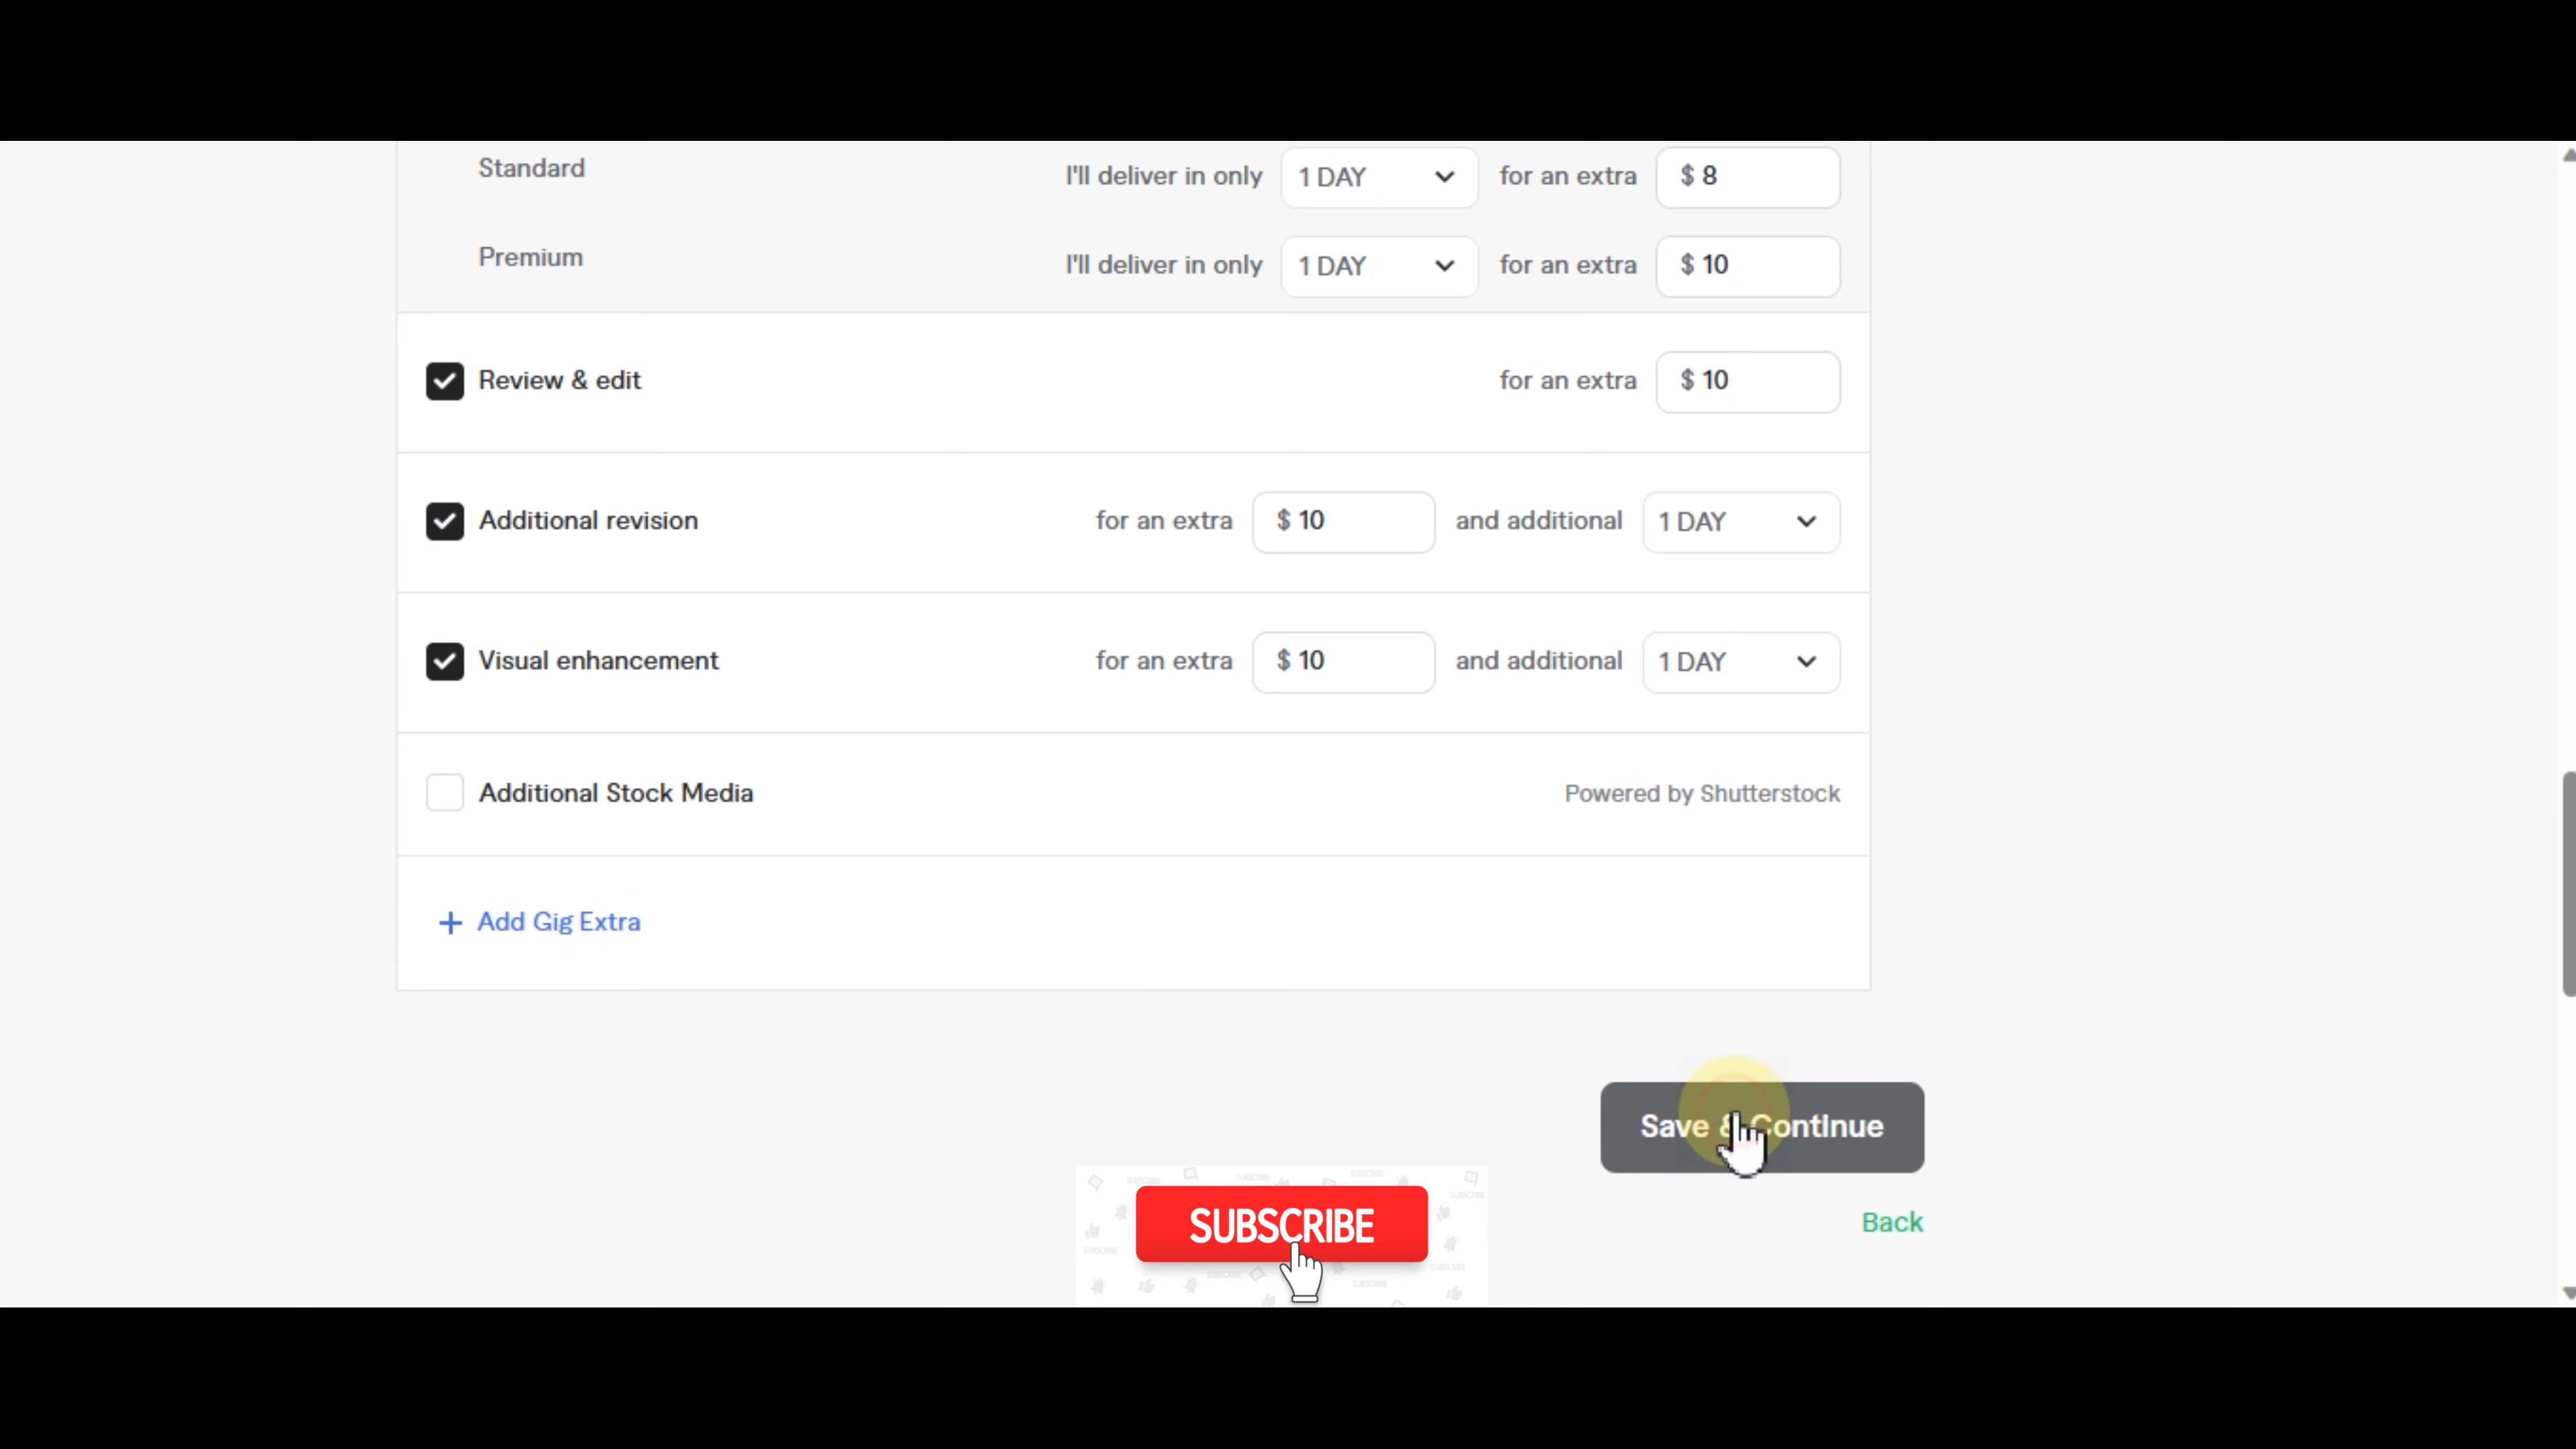 Standard I'll deliver in only 1 DAY for an extra $ 8
Premium I'll deliver in only 1 DAY for an extra $ 10
Review & edit for an extra $ 10
Additional revision for an extra $ 10 and additional 1 DAY
Visual enhancement for an extra $ 10 and additional 1 DAY
Additional Stock Media Powered by Shutterstock
+ Add Gig Extra
Save & Continue
SUBSCRIBE
Back